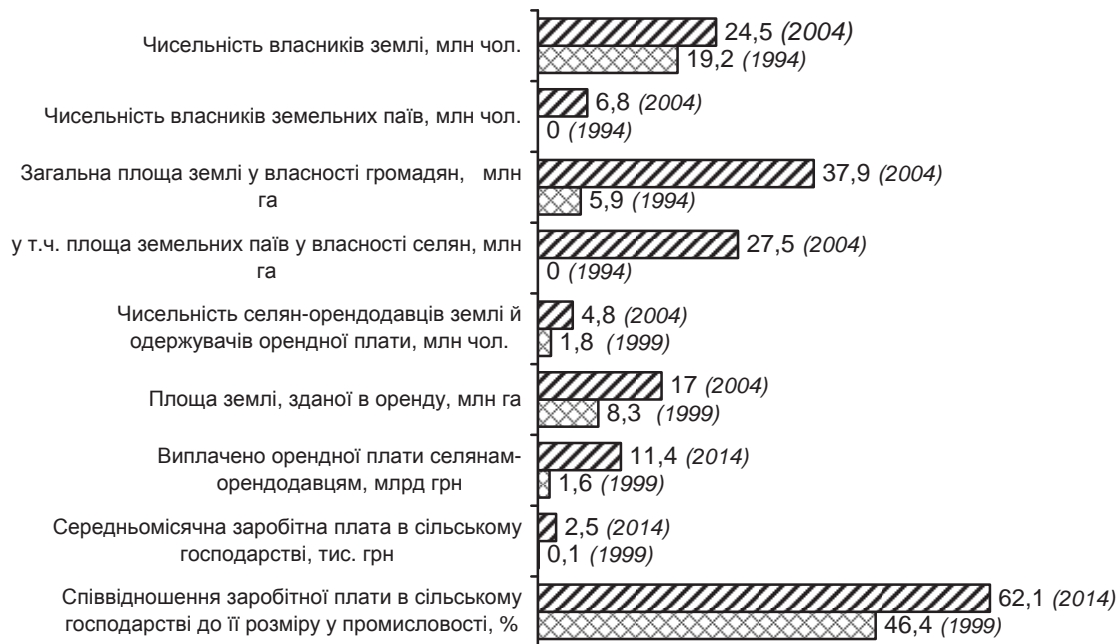 Чисельність власників землі, млн чол.
24,5 (2004)
19,2 (1994)
Чисельність власників земельних паїв, млн чол.
6,8 (2004)
0 (1994)
Загальна площа землі у власності громадян, млн
га
37,9 (2004)
5,9 (1994)
у т.ч. площа земельних паїв у власності селян, млн
га
27,5 (2004)
0 (1994)
Чисельність селян-орендодавців землі й
одержувачів орендної плати, млн чол.
4,8 (2004)
1,8 (1999)
Площа землі, зданої в оренду, млн га
17 (2004)
8,3 (1999)
Виплачено орендної плати селянам-
орендодавцям, млрд грн
11,4 (2014)
1,6 (1999)
Середньомісячна заробітна плата в сільському
господарстві, тис. грн
2,5 (2014)
0,1 (1999)
Співвідношення заробітної плати в сільському
господарстві до її розміру у промисловості, %
62,1 (2014)
46,4 (1999)